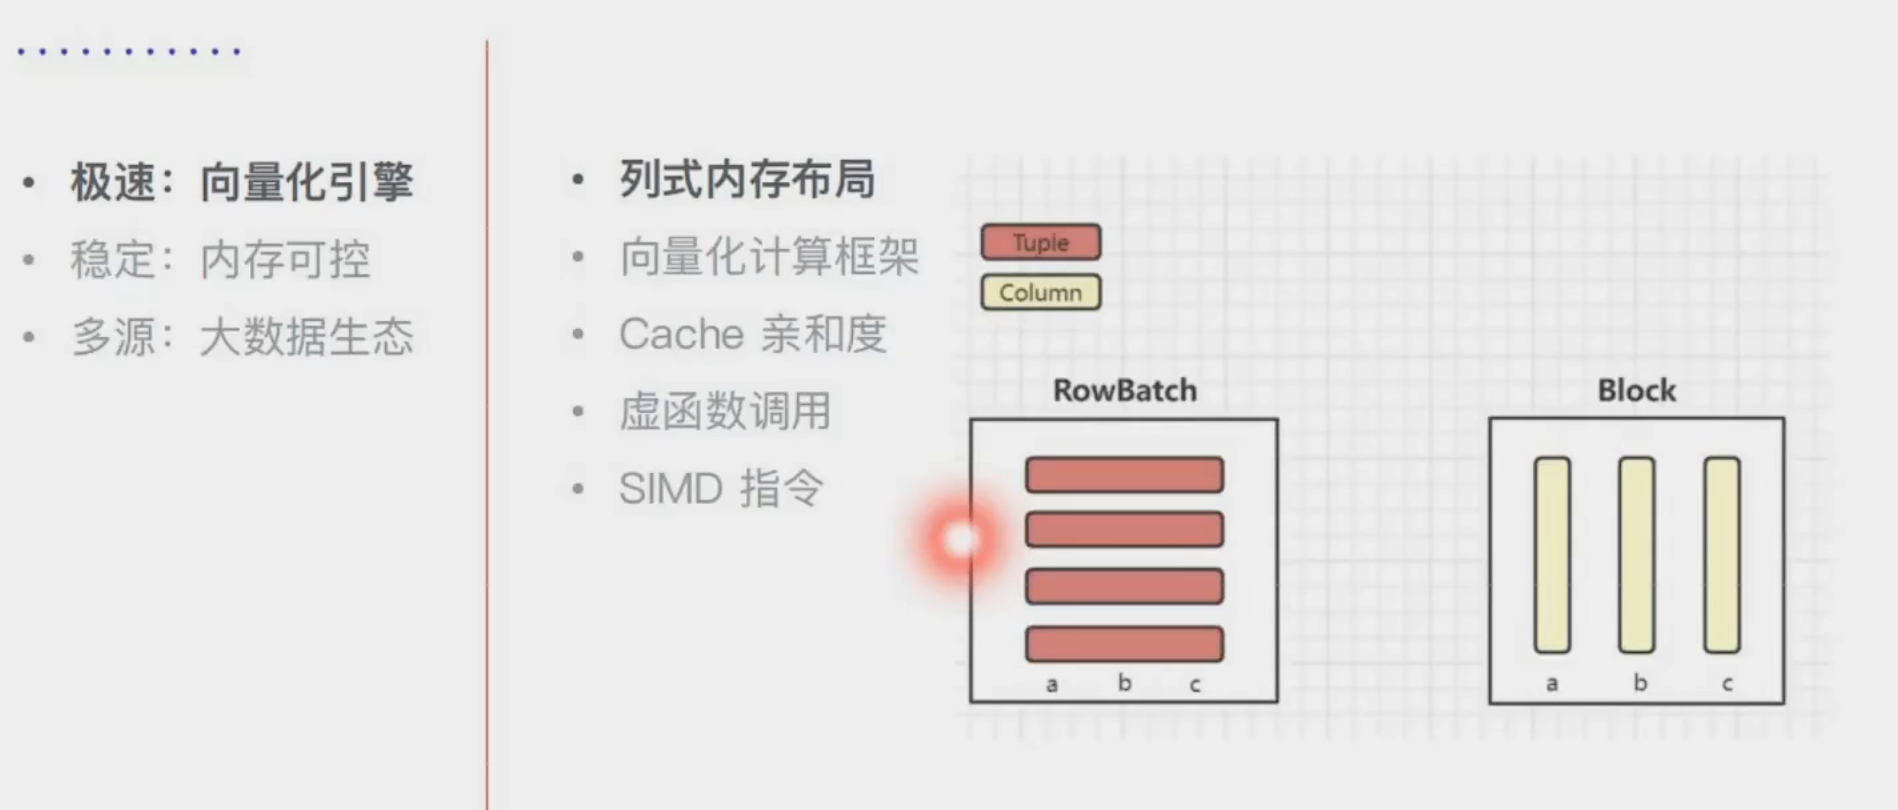 • 极速：向量化引擎
• 稳定：内存可控
• 多源：大数据生态
• 列式内存布局
• 向量化计算框架
• Cache 亲和度
• 虚函数调用
• SIMD 指令
Tuple
Column
RowBatch
a b c
Block
a b c